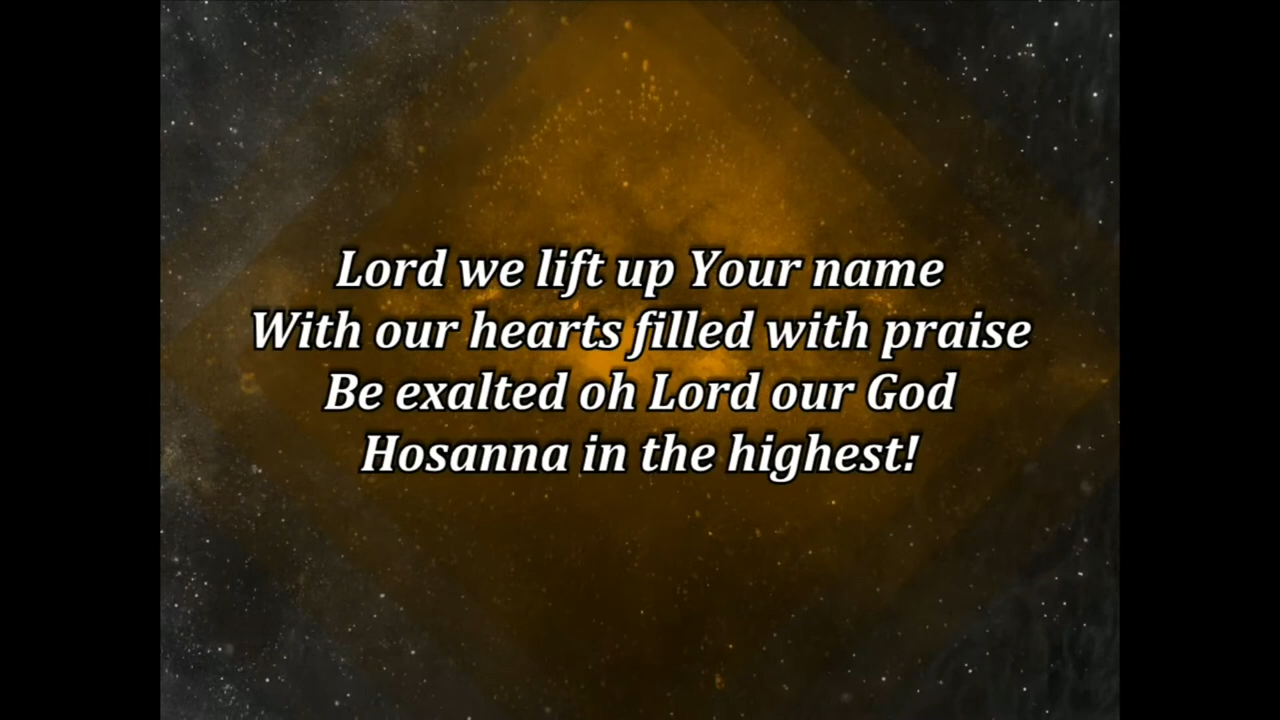 Lord we lift up Your name
With our hearts filled with praise
Be exalted oh Lord our God
Hosanna in the highest!